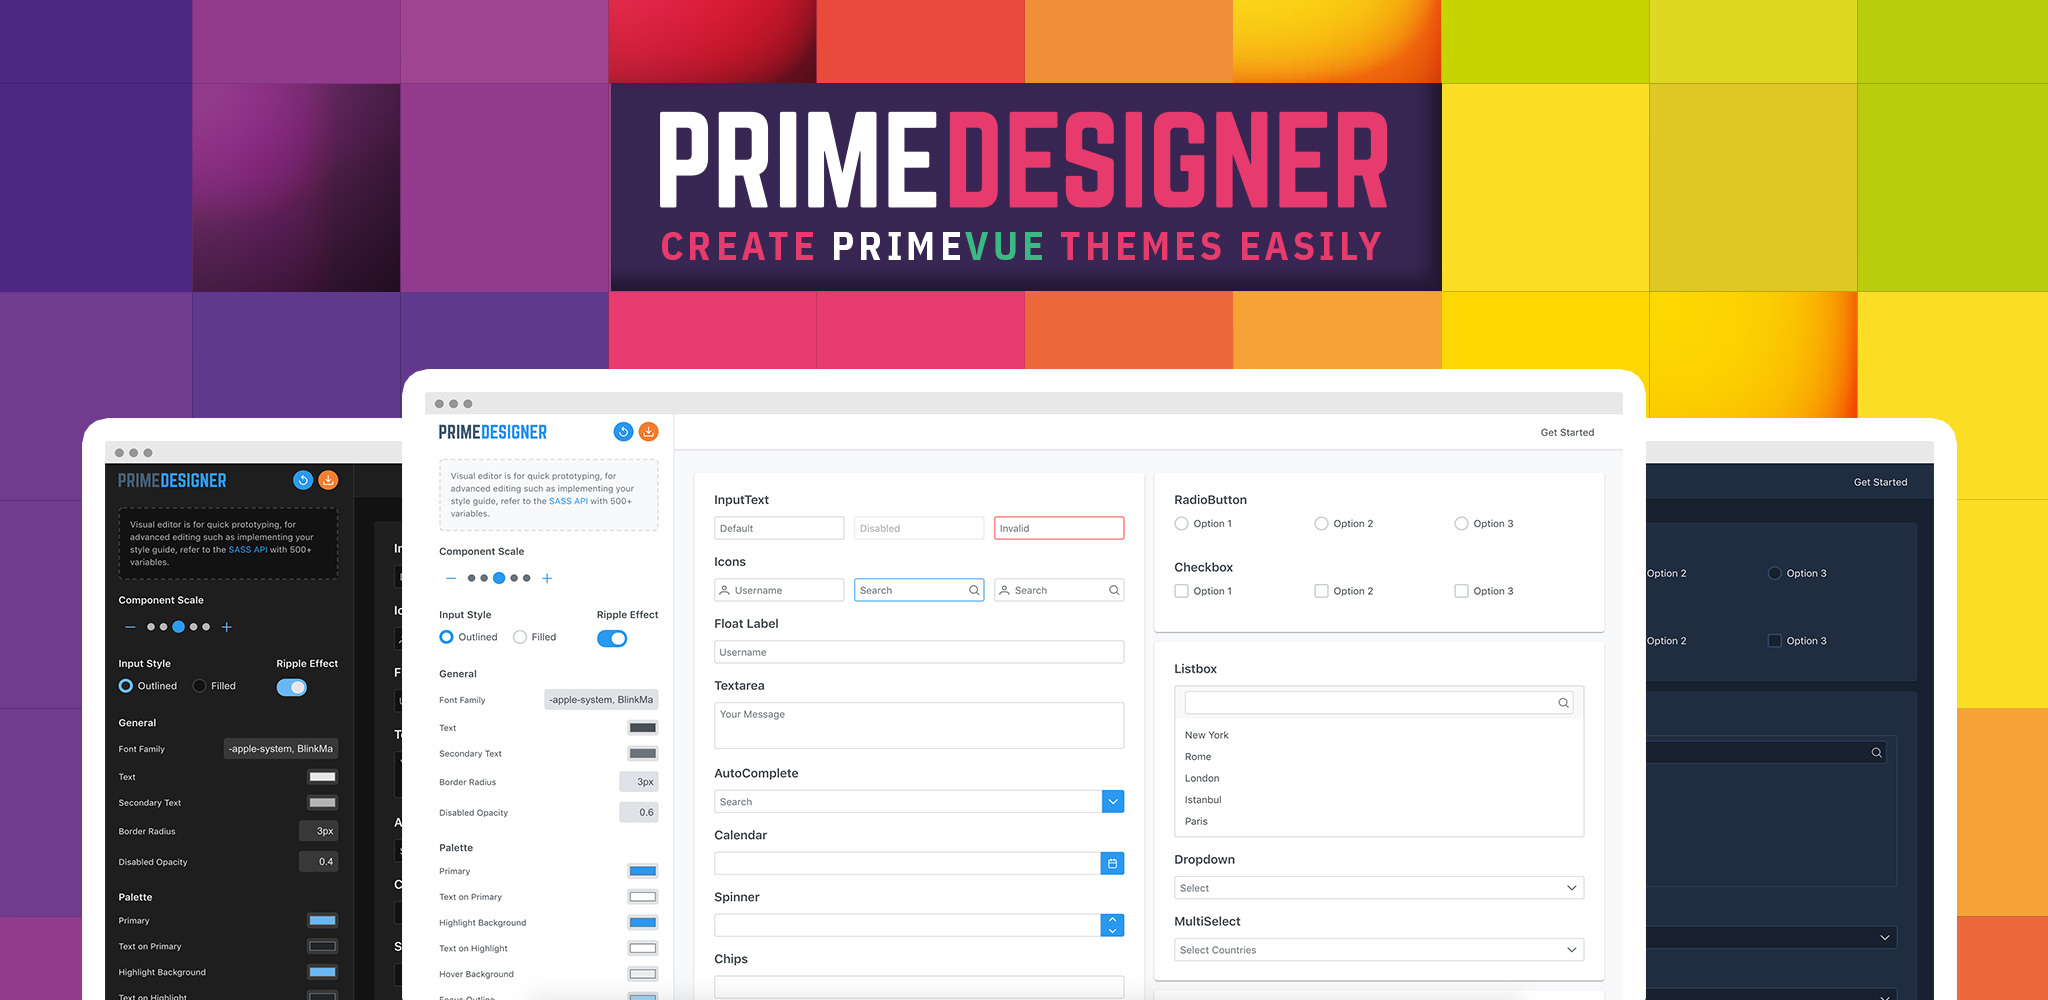 PRIMEDESIGNER
CREATE PRIMEVUE THEMES EASILY
PRIMEDESIGNER
Visual editor is for quick prototyping, for
advanced editing such as implementing your
style guide, refer to the SASS API with 500+
variables.
Component Scale
Input Style
Ripple Effect
Outlined
Filled
General
Font Family
-apple-system, BlinkMa
Text
Secondary Text
Border Radius
3px
Disabled Opacity
0.4
Palette
Primary
Text on Primary
Highlight Background
Text on Highlight
PRIMEDESIGNER
Visual editor is for quick prototyping, for
advanced editing such as implementing your
style guide, refer to the SASS API with 500+
variables.
Component Scale
Input Style
Ripple Effect
Outlined
Filled
General
Font Family
-apple-system, BlinkMa
Text
Secondary Text
Border Radius
3px
Disabled Opacity
0.6
Palette
Primary
Text on Primary
Highlight Background
Text on Highlight
Hover Background
Focus Outline
Get Started
InputText
Default
Disabled
Invalid
Icons
Username
Search
Search
Float Label
Username
Textarea
Your Message
AutoComplete
Search
Calendar
Spinner
Chips
RadioButton
Option 1
Option 2
Option 3
Checkbox
Option 1
Option 2
Option 3
Listbox
New York
Rome
London
Istanbul
Paris
Dropdown
Select
MultiSelect
Select Countries
Get Started
Option 2
Option 3
Option 2
Option 3